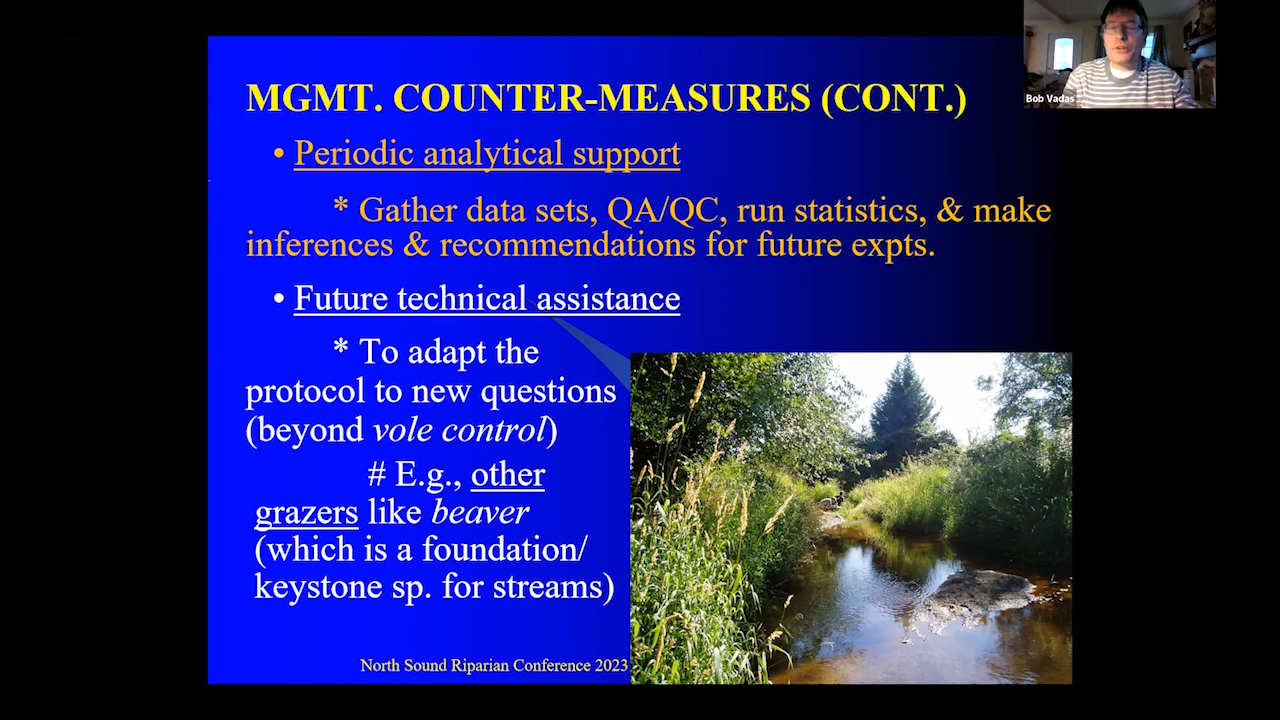 Bob Vadas
MGMT. COUNTER-MEASURES (CONT.)
• Periodic analytical support
* Gather data sets, QA/QC, run statistics, & make
inferences & recommendations for future expts.
• Future technical assistance
* To adapt the
protocol to new questions
(beyond vole control)
# E.g., other
grazers like beaver
(which is a foundation/
keystone sp. for streams)
North Sound Riparian Conference 2023